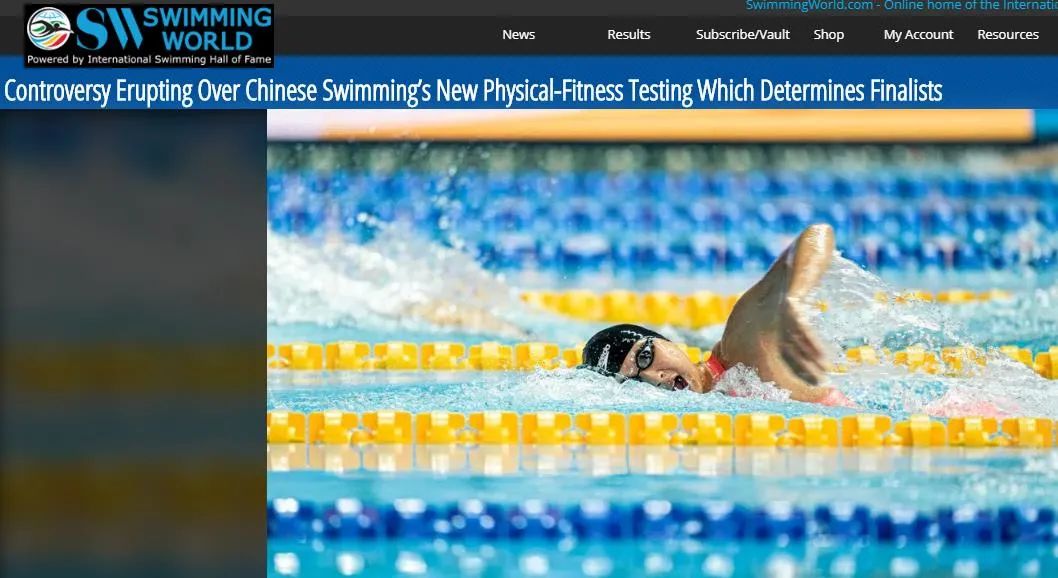 SwimmingWorld.com - Online home of the Internatio
SW SWIMMING WORLD
Powered by International Swimming Hall of Fame
News Results Subscribe/Vault Shop My Account Resources
Controversy Erupting Over Chinese Swimming's New Physical-Fitness Testing Which Determines Finalists